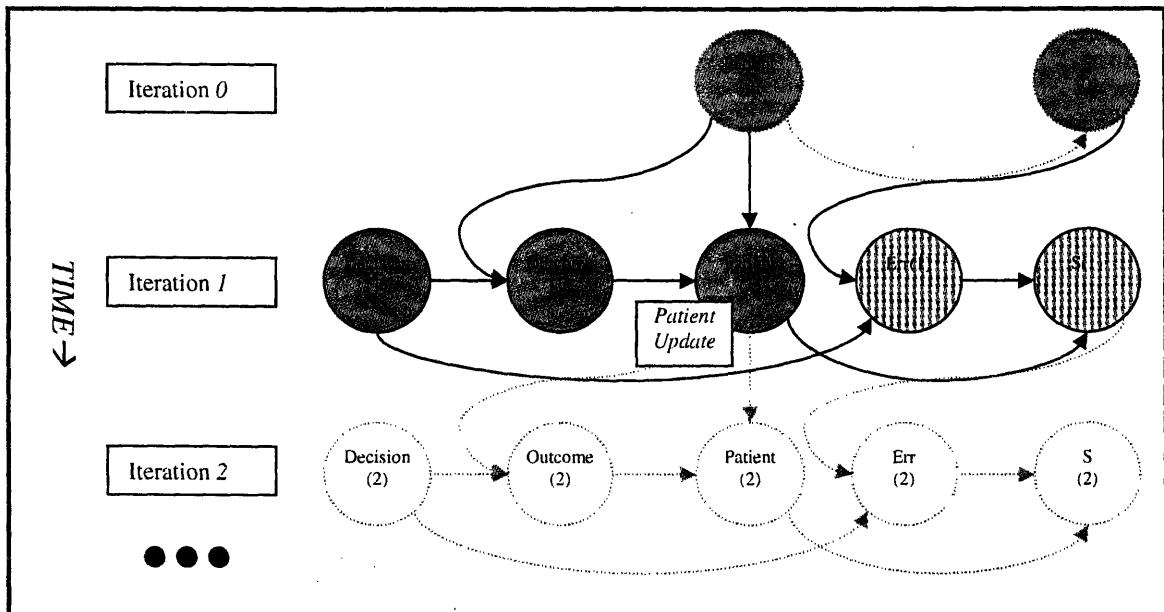 Iteration 0
Iteration 1
TIME→
Patient
Update
Iteration 2
Decision
(2)
Outcome
(2)
Patient
(2)
Err
(2)
S
(2)